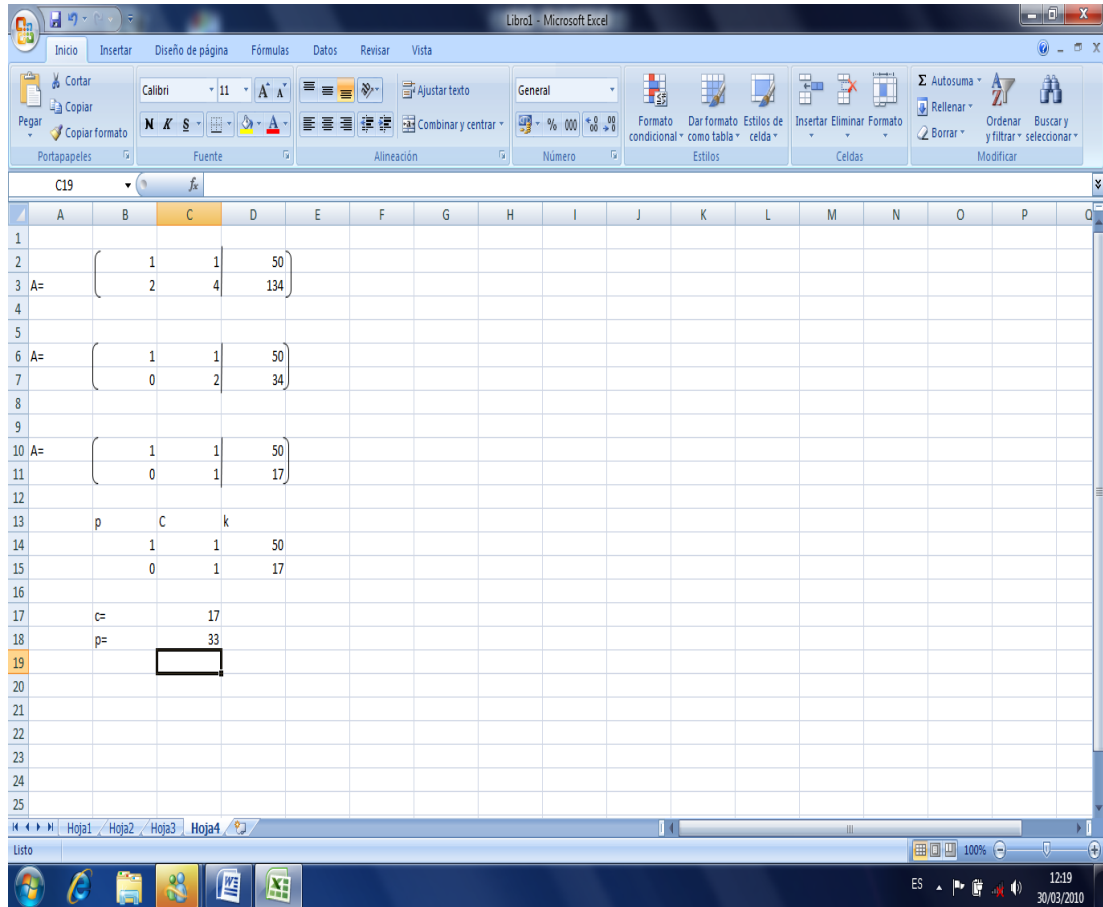 Libro1 - Microsoft Excel
Inicio Insertar Diseño de página Fórmulas Datos Revisar Vista
Pegar
Cortar
Copiar
Copiar formato
Portapapeles
Calibri 11
N K S
Fuente
Ajustar texto
Combinar y centrar
Alineación
General
% 000
Número
Formato condicional
Dar formato como tabla
Estilos de celda
Estilos
Insertar Eliminar Formato
Celdas
Σ Autosuma
Rellenar
Borrar
Ordenar y filtrar
Buscar y seleccionar
Modificar
C19 fx
A B C D E F G H I J K L M N O P Q
1
2 1 1 50
3 A= 2 4 134
4
5
6 A= 1 1 50
7 0 2 34
8
9
10 A= 1 1 50
11 0 1 17
12
13 p C k
14 1 1 50
15 0 1 17
16
17 c= 17
18 p= 33
19
20
21
22
23
24
25
Hoja1 Hoja2 Hoja3 Hoja4
Listo 100%
ES 12:19
30/03/2010